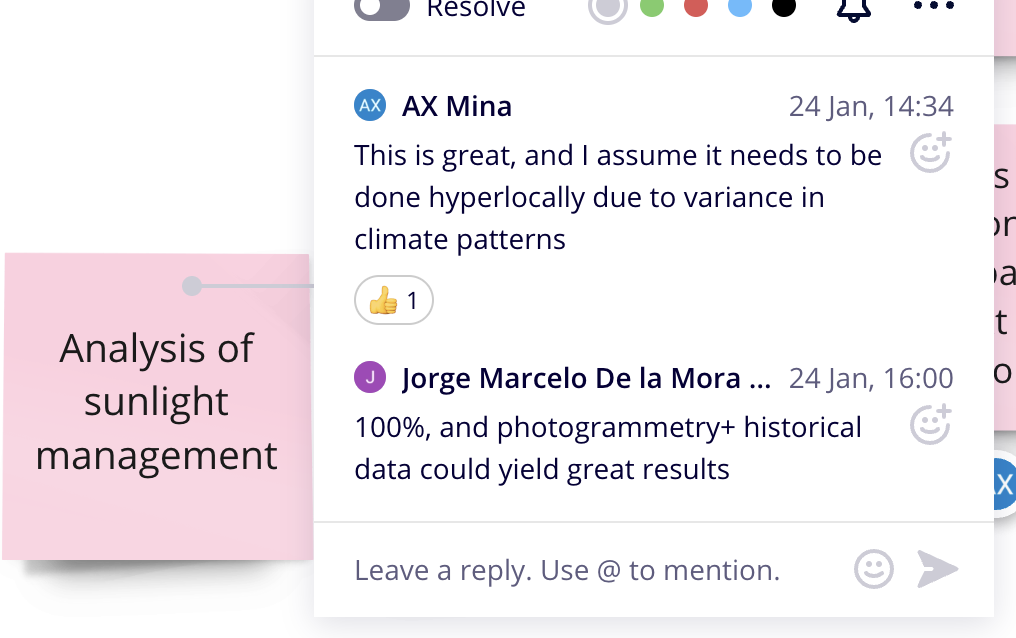 Resolve
AX AX Mina 24 Jan, 14:34
This is great, and I assume it needs to be
done hyperlocally due to variance in
climate patterns
👍 1
J Jorge Marcelo De la Mora ... 24 Jan, 16:00
100%, and photogrammetry+ historical
data could yield great results
Leave a reply. Use @ to mention.
Analysis of
sunlight
management